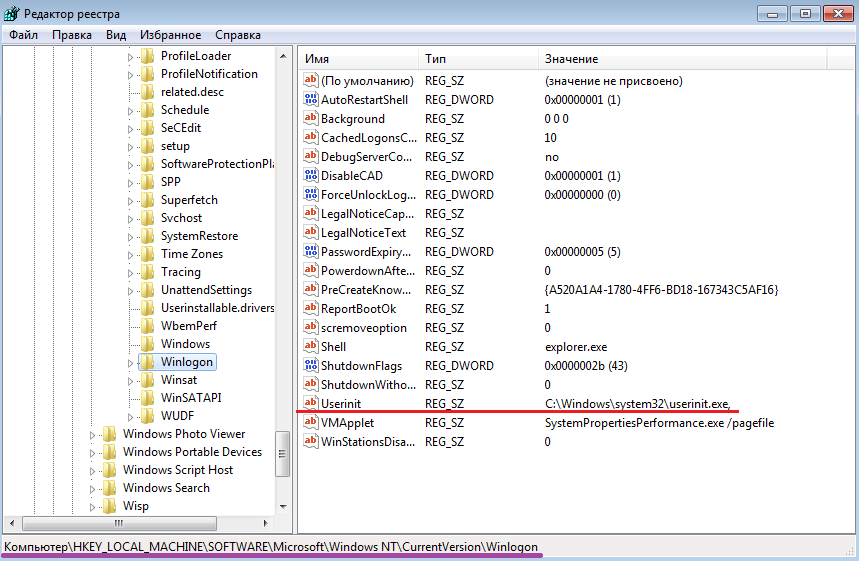 Редактор реестра
Файл Правка Вид Избранное Справка
ProfileLoader
ProfileNotification
related.desc
Schedule
SeCEdit
setup
SoftwareProtectionPla
SPP
Superfetch
Svchost
SystemRestore
Time Zones
Tracing
UnattendSettings
Userinstallable.drivers
WbemPerf
Windows
Winlogon
Winsat
WinSATAPI
WUDF
Windows Photo Viewer
Windows Portable Devices
Windows Script Host
Windows Search
Wisp
Имя Тип Значение
(По умолчанию) REG_SZ (значение не присвоено)
AutoRestartShell REG_DWORD 0x00000001 (1)
Background REG_SZ 0 0 0
CachedLogonsC... REG_SZ 10
DebugServerCo... REG_SZ no
DisableCAD REG_DWORD 0x00000001 (1)
ForceUnlockLog... REG_DWORD 0x00000000 (0)
LegalNoticeCap... REG_SZ
LegalNoticeText REG_SZ
PasswordExpiry... REG_DWORD 0x00000005 (5)
PowerdownAfte... REG_SZ 0
PreCreateKnow... REG_SZ {A520A1A4-1780-4FF6-BD18-167343C5AF16}
ReportBootOk REG_SZ 1
scremoveoption REG_SZ 0
Shell REG_SZ explorer.exe
ShutdownFlags REG_DWORD 0x0000002b (43)
ShutdownWitho... REG_SZ 0
Userinit REG_SZ C:\Windows\system32\userinit.exe,
VMApplet REG_SZ SystemPropertiesPerformance.exe /pagefile
WinStationsDisa... REG_SZ 0
Компьютер\HKEY_LOCAL_MACHINE\SOFTWARE\Microsoft\Windows NT\CurrentVersion\Winlogon